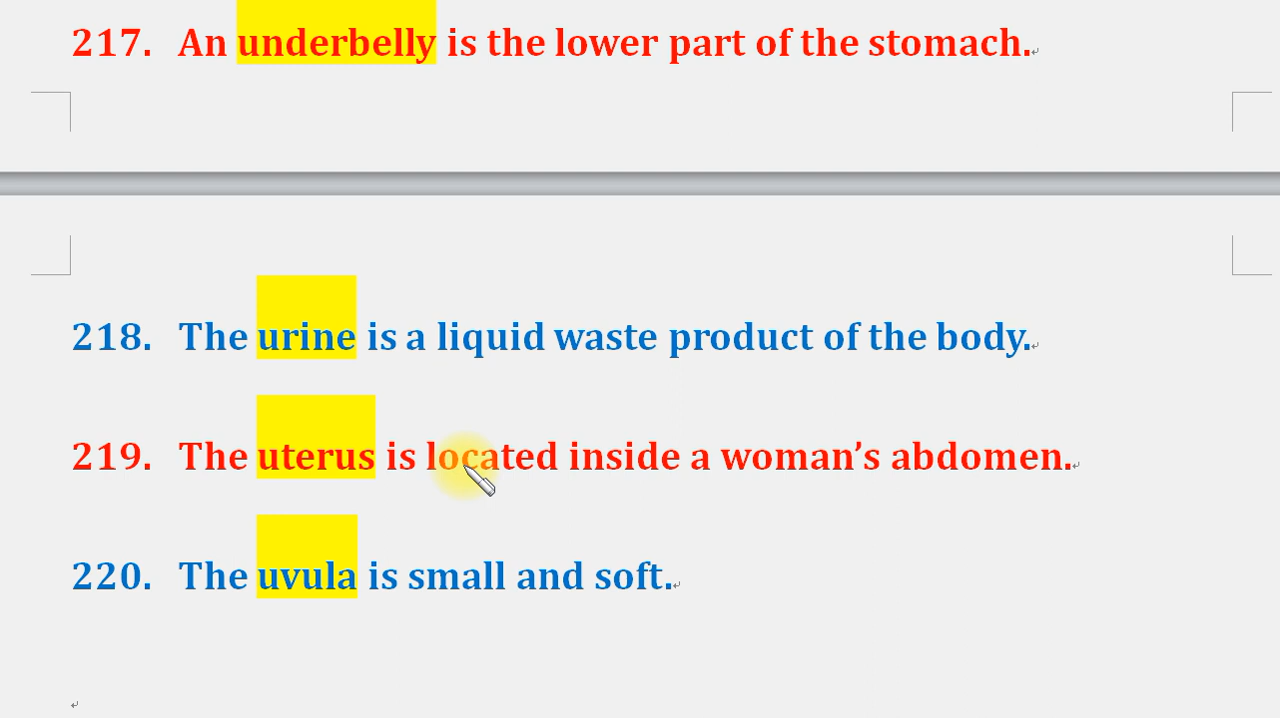 217. An underbelly is the lower part of the stomach.
218. The urine is a liquid waste product of the body.
219. The uterus is located inside a woman’s abdomen.
220. The uvula is small and soft.